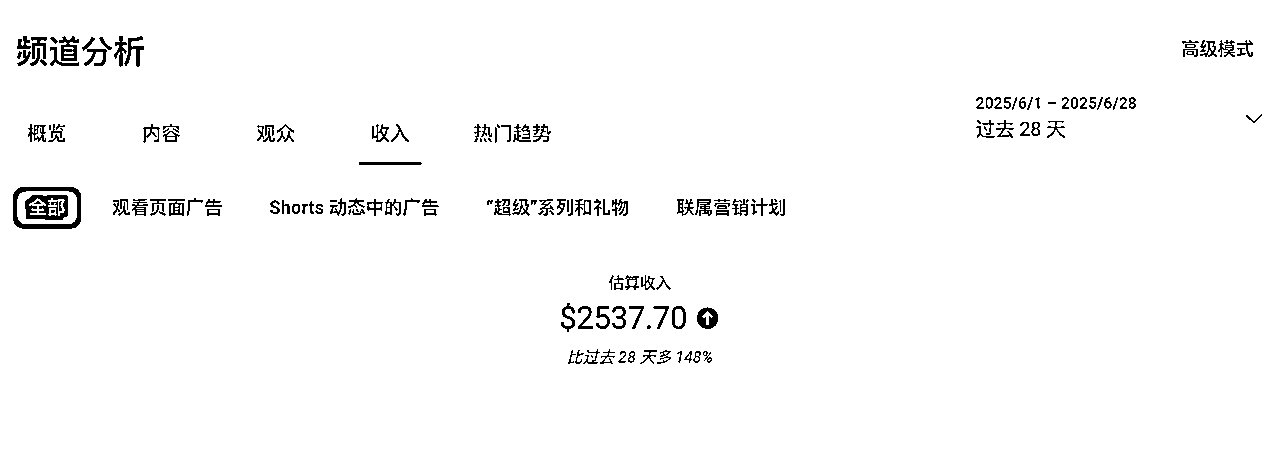 频道分析
高级模式
概览 内容 观众 收入 热门趋势
2025/6/1 – 2025/6/28
过去 28 天
全部 观看页面广告 Shorts 动态中的广告 “超级”系列和礼物 联属营销计划
估算收入
$2537.70
比过去 28 天多 148%